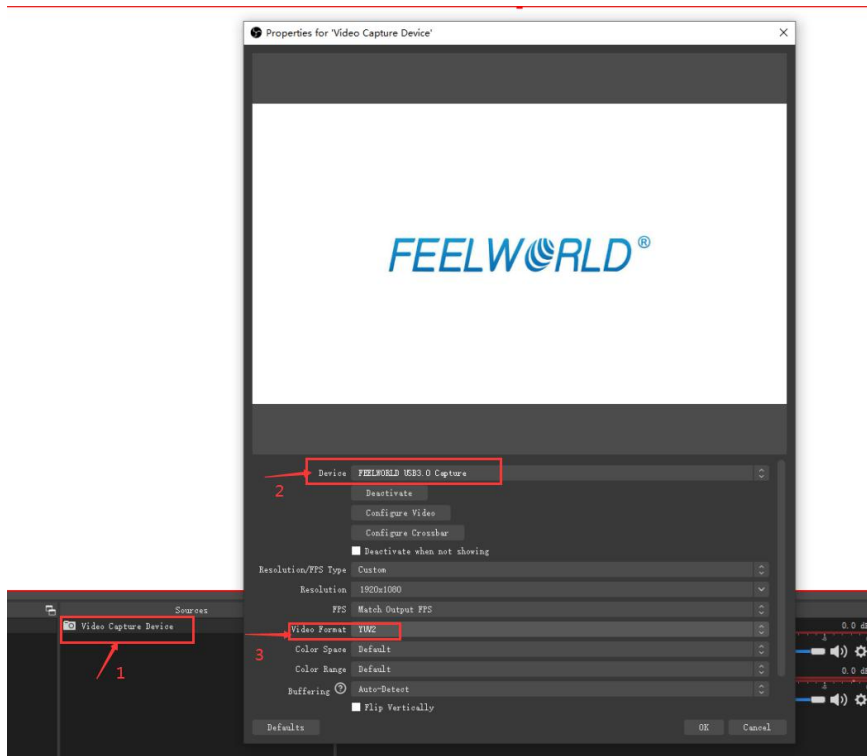 Properties for 'Video Capture Device'
FEELWORLD®
Device FEELWORLD USB3.0 Capture
2
Deactivate
Configure Video
Configure Crossbar
Deactivate when not showing
Resolution/FPS Type Custom
Resolution 1920x1080
Sources
FPS Match Output FPS
Video Capture Device
Video Format YUY2
0.0 dB
3
Color Space Default
1
Color Range Default
0.0 dB
Buffering ? Auto-Detect
Flip Vertically
Defaults
OK
Cancel